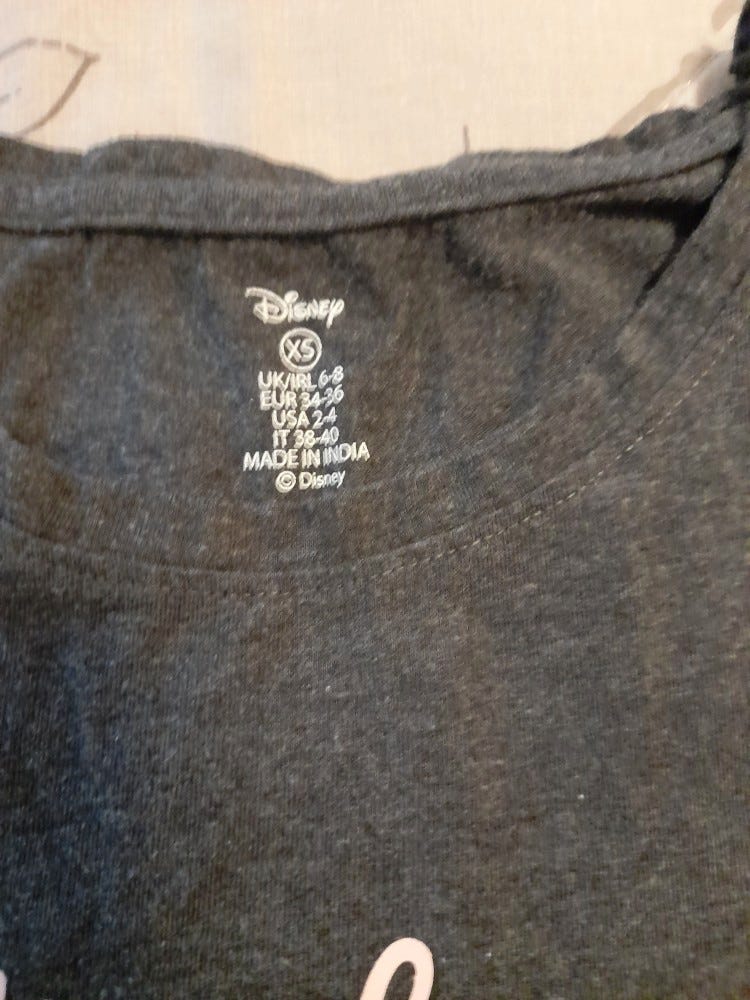 Disney
XS
UK/IRL 6-8
EUR 34-36
USA 2-4
IT 38-40
MADE IN INDIA
© Disney